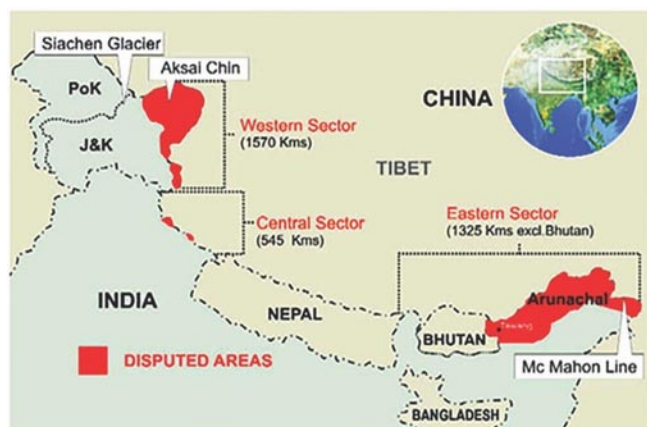 Siachen Glacier
Aksai Chin
PoK
CHINA
Western Sector
(1570 Kms)
J&K
TIBET
Eastern Sector
(1325 Kms excl.Bhutan)
Central Sector
(545 Kms)
INDIA
NEPAL
Arunachal
Tawang
BHUTAN
DISPUTED AREAS
Mc Mahon Line
BANGLADESH